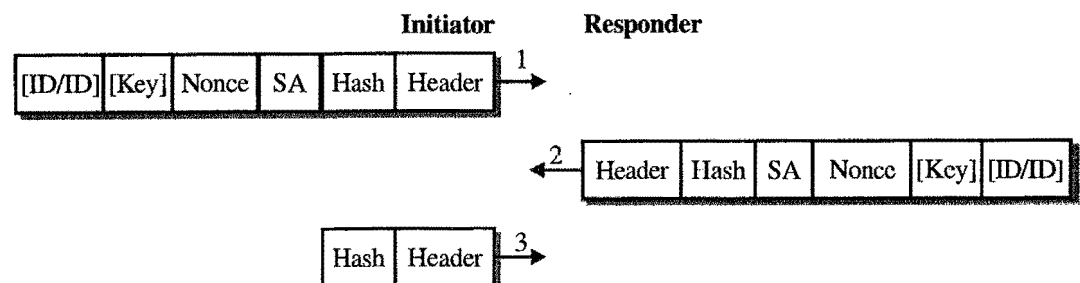 Initiator Responder
1
[ID/ID] [Key] Nonce SA Hash Header
2
Header Hash SA Nonce [Key] [ID/ID]
3
Hash Header